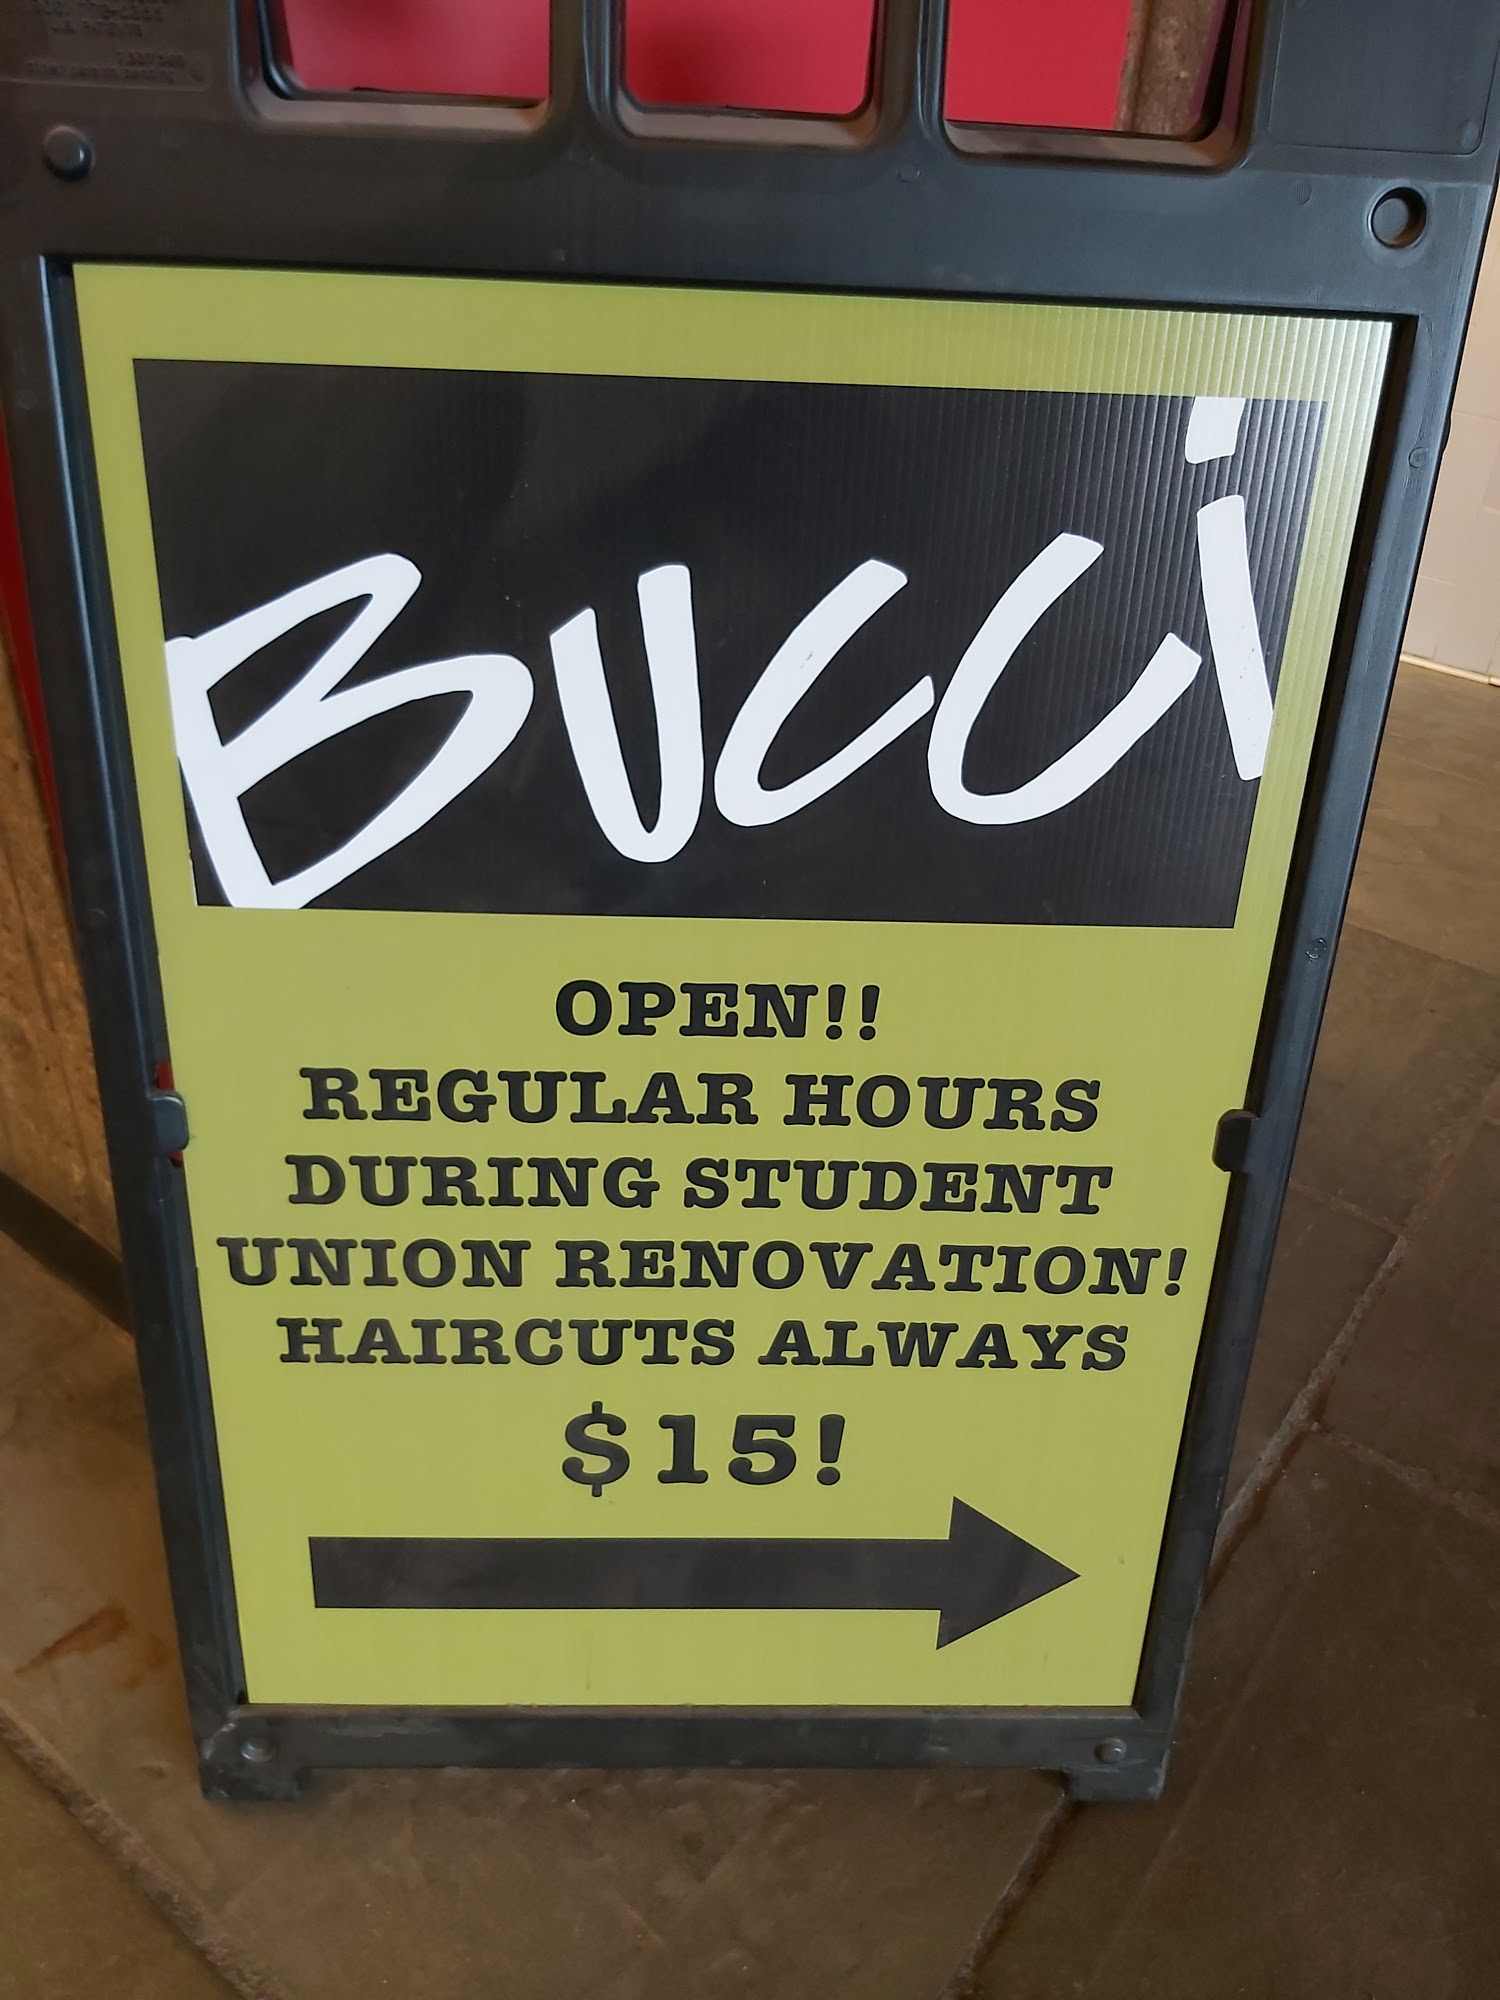 BUCCi
OPEN!!
REGULAR HOURS
DURING STUDENT
UNION RENOVATION!
HAIRCUTS ALWAYS
$15!